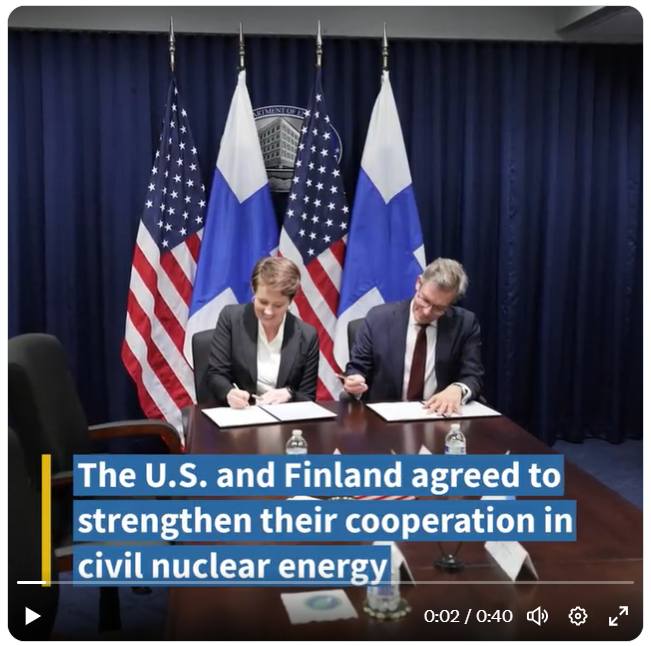 The U.S. and Finland agreed to
strengthen their cooperation in
civil nuclear energy
0:02 / 0:40